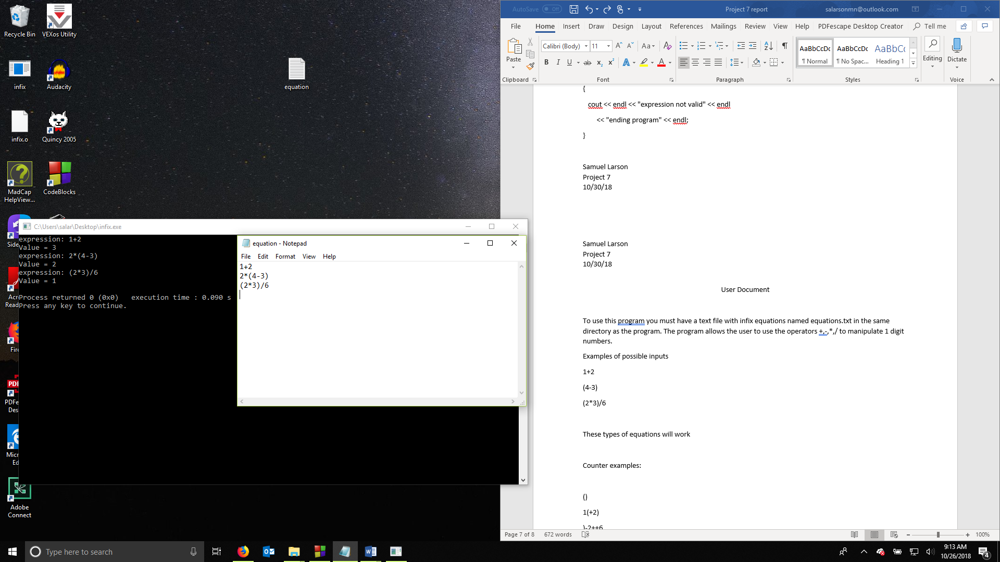 Recycle Bin
VEXos Utility
infix
Audacity
equation
infix.o
Quincy 2005
MadCap
HelpView...
CodeBlocks
Adobe
Connect
C:\Users\salar\Desktop\infix.exe
expression: 1+2
Value = 3
expression: 2*(4-3)
Value = 2
expression: (2*3)/6
Value = 1
Process returned 0 (0x0)   execution time : 0.090 s
Press any key to continue.
equation - Notepad
File Edit Format View Help
1+2
2*(4-3)
(2*3)/6
AutoSave Off
Project 7 report
salarsonmn@outlook.com
File Home Insert Draw Design Layout References Mailings Review View Help PDFescape Desktop Creator Tell me
Paste
Calibri (Body) 11
AaBbCcDc AaBbCcDc AaBbCc
¶ Normal ¶ No Spac... Heading 1
Editing
Dictate
Clipboard Font Paragraph Styles Voice
{
cout << endl << "expression not valid" << endl
<< "ending program" << endl;
}
Samuel Larson
Project 7
10/30/18
Samuel Larson
Project 7
10/30/18
User Document
To use this program you must have a text file with infix equations named equations.txt in the same
directory as the program. The program allows the user to use the operators +,-,*,/ to manipulate 1 digit
numbers.
Examples of possible inputs
1+2
(4-3)
(2*3)/6
These types of equations will work
Counter examples:
()
1(+2)
)-2++6
Page 7 of 8 672 words
100%
Type here to search
9:13 AM
10/26/2018
4